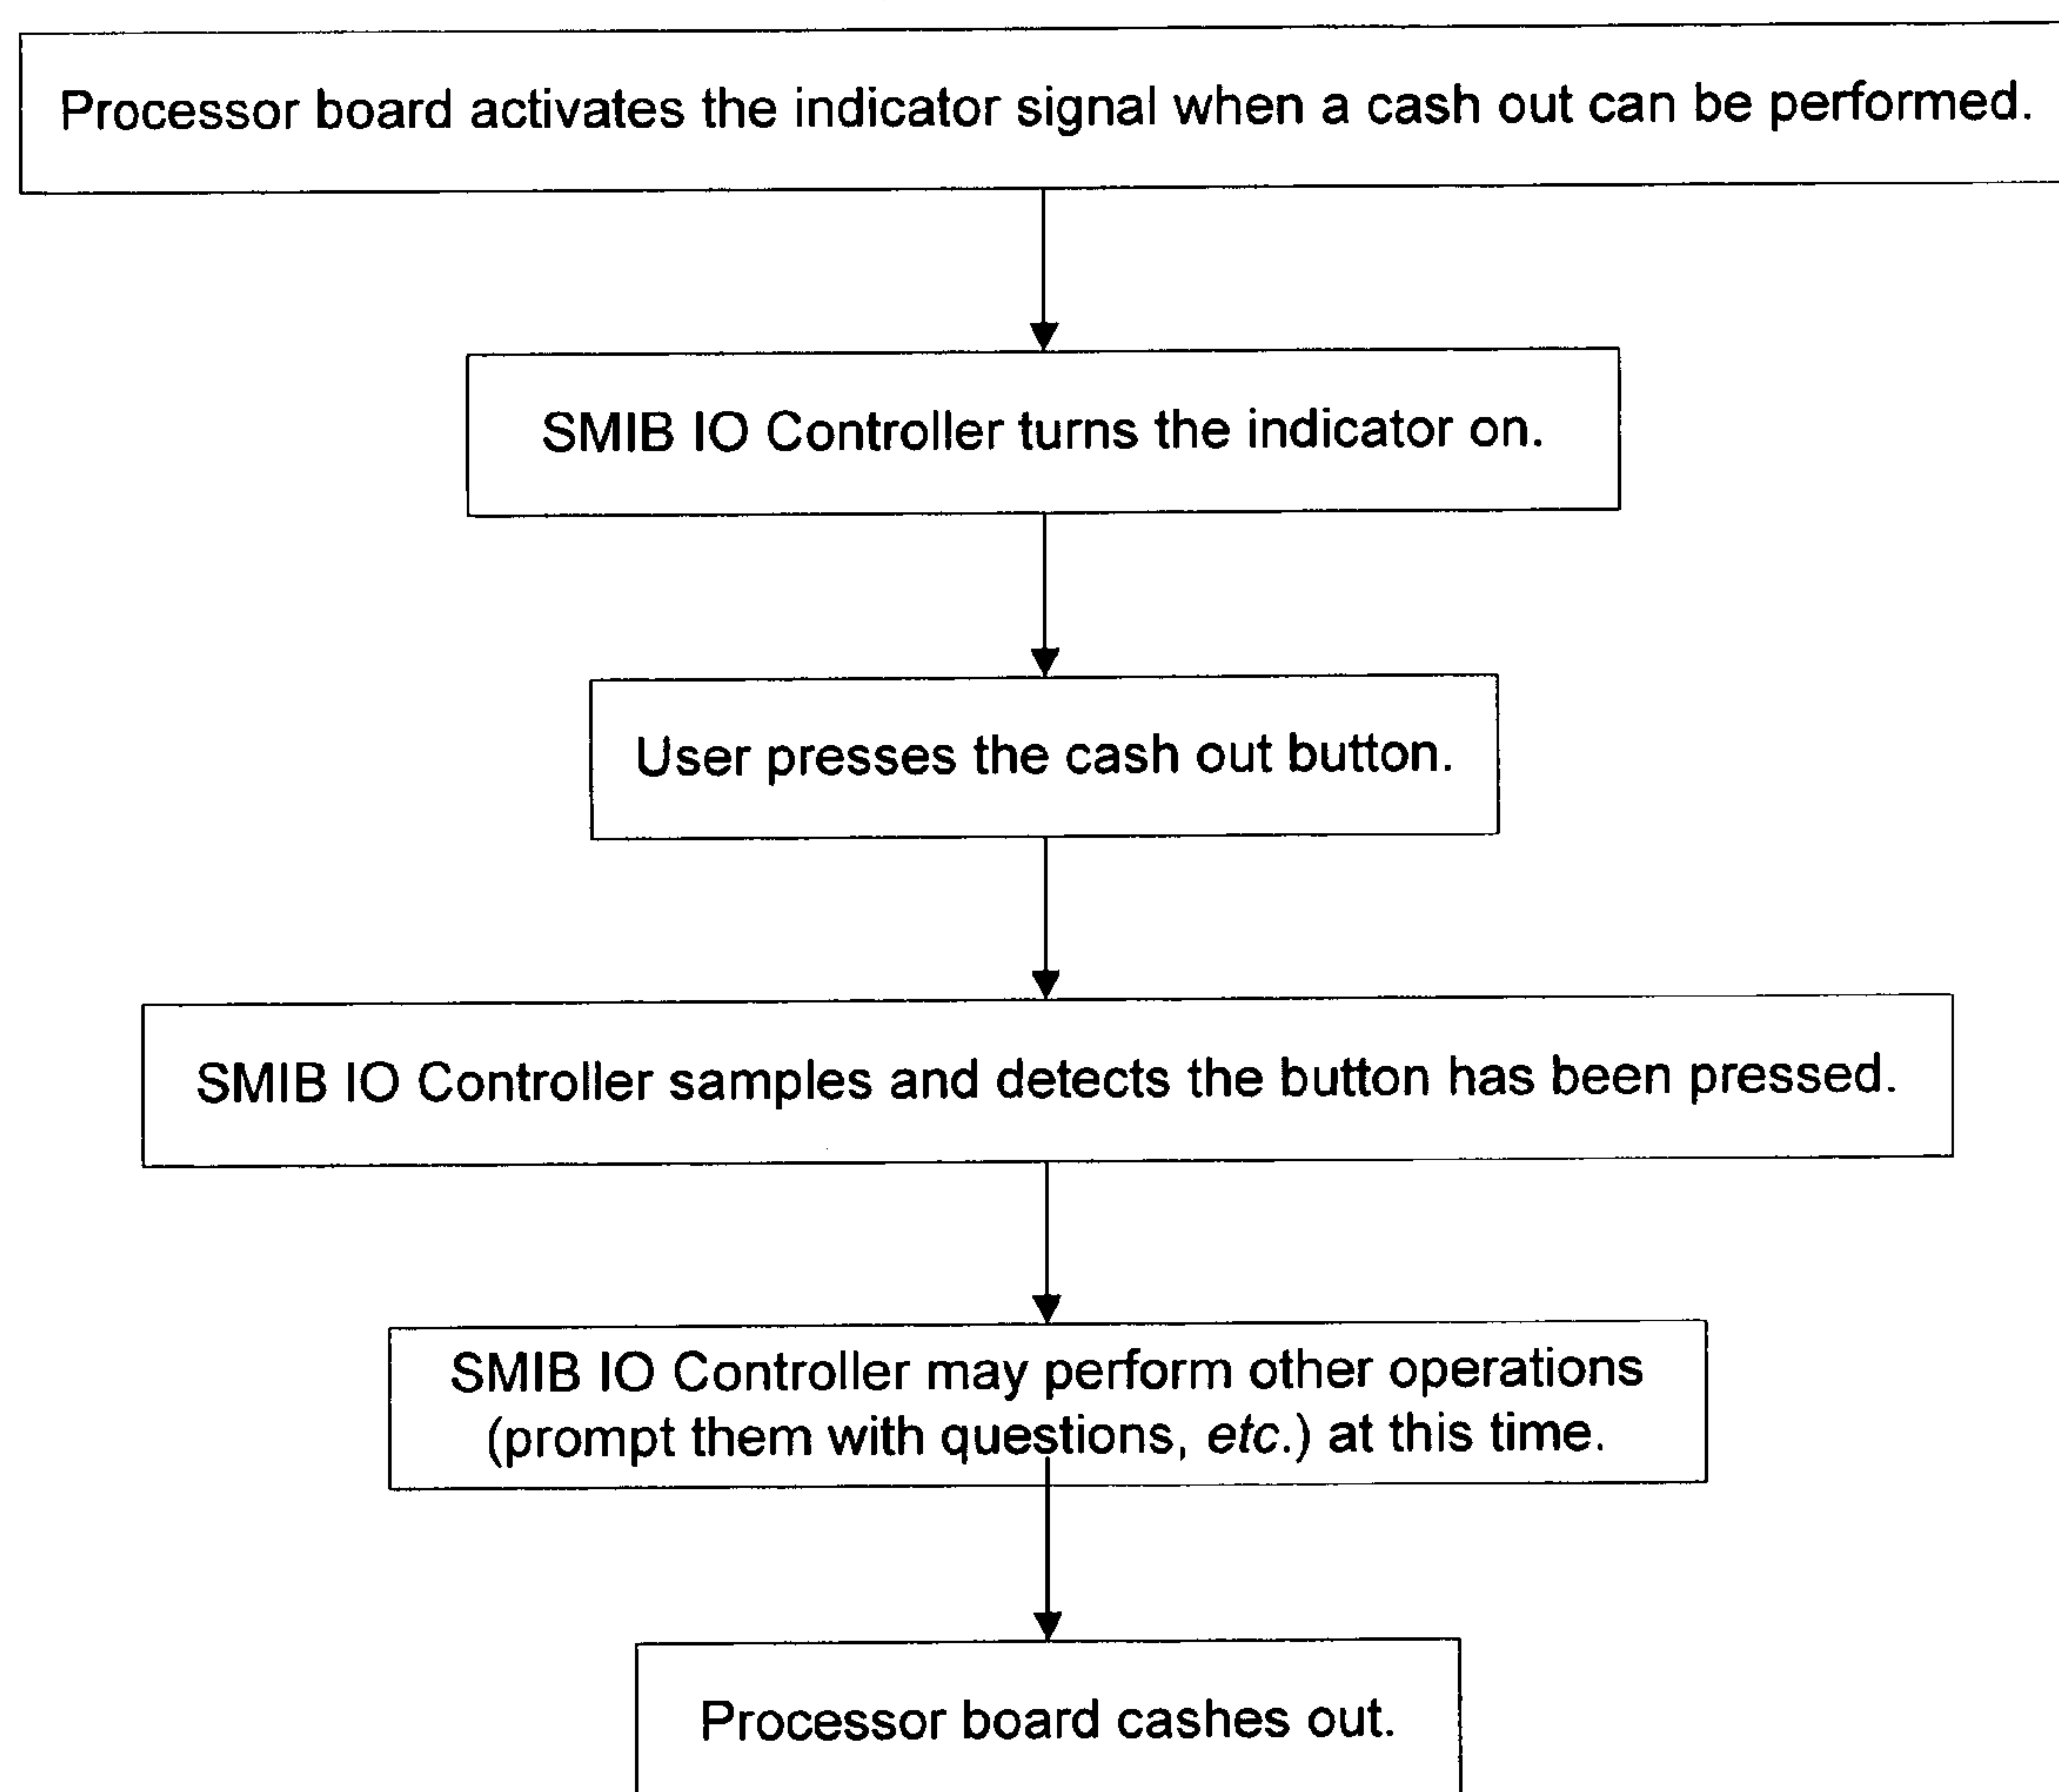 Processor board activates the indicator signal when a cash out can be performed.
SMIB IO Controller turns the indicator on.
User presses the cash out button.
SMIB IO Controller samples and detects the button has been pressed.
SMIB IO Controller may perform other operations
(prompt them with questions, etc.) at this time.
Processor board cashes out.